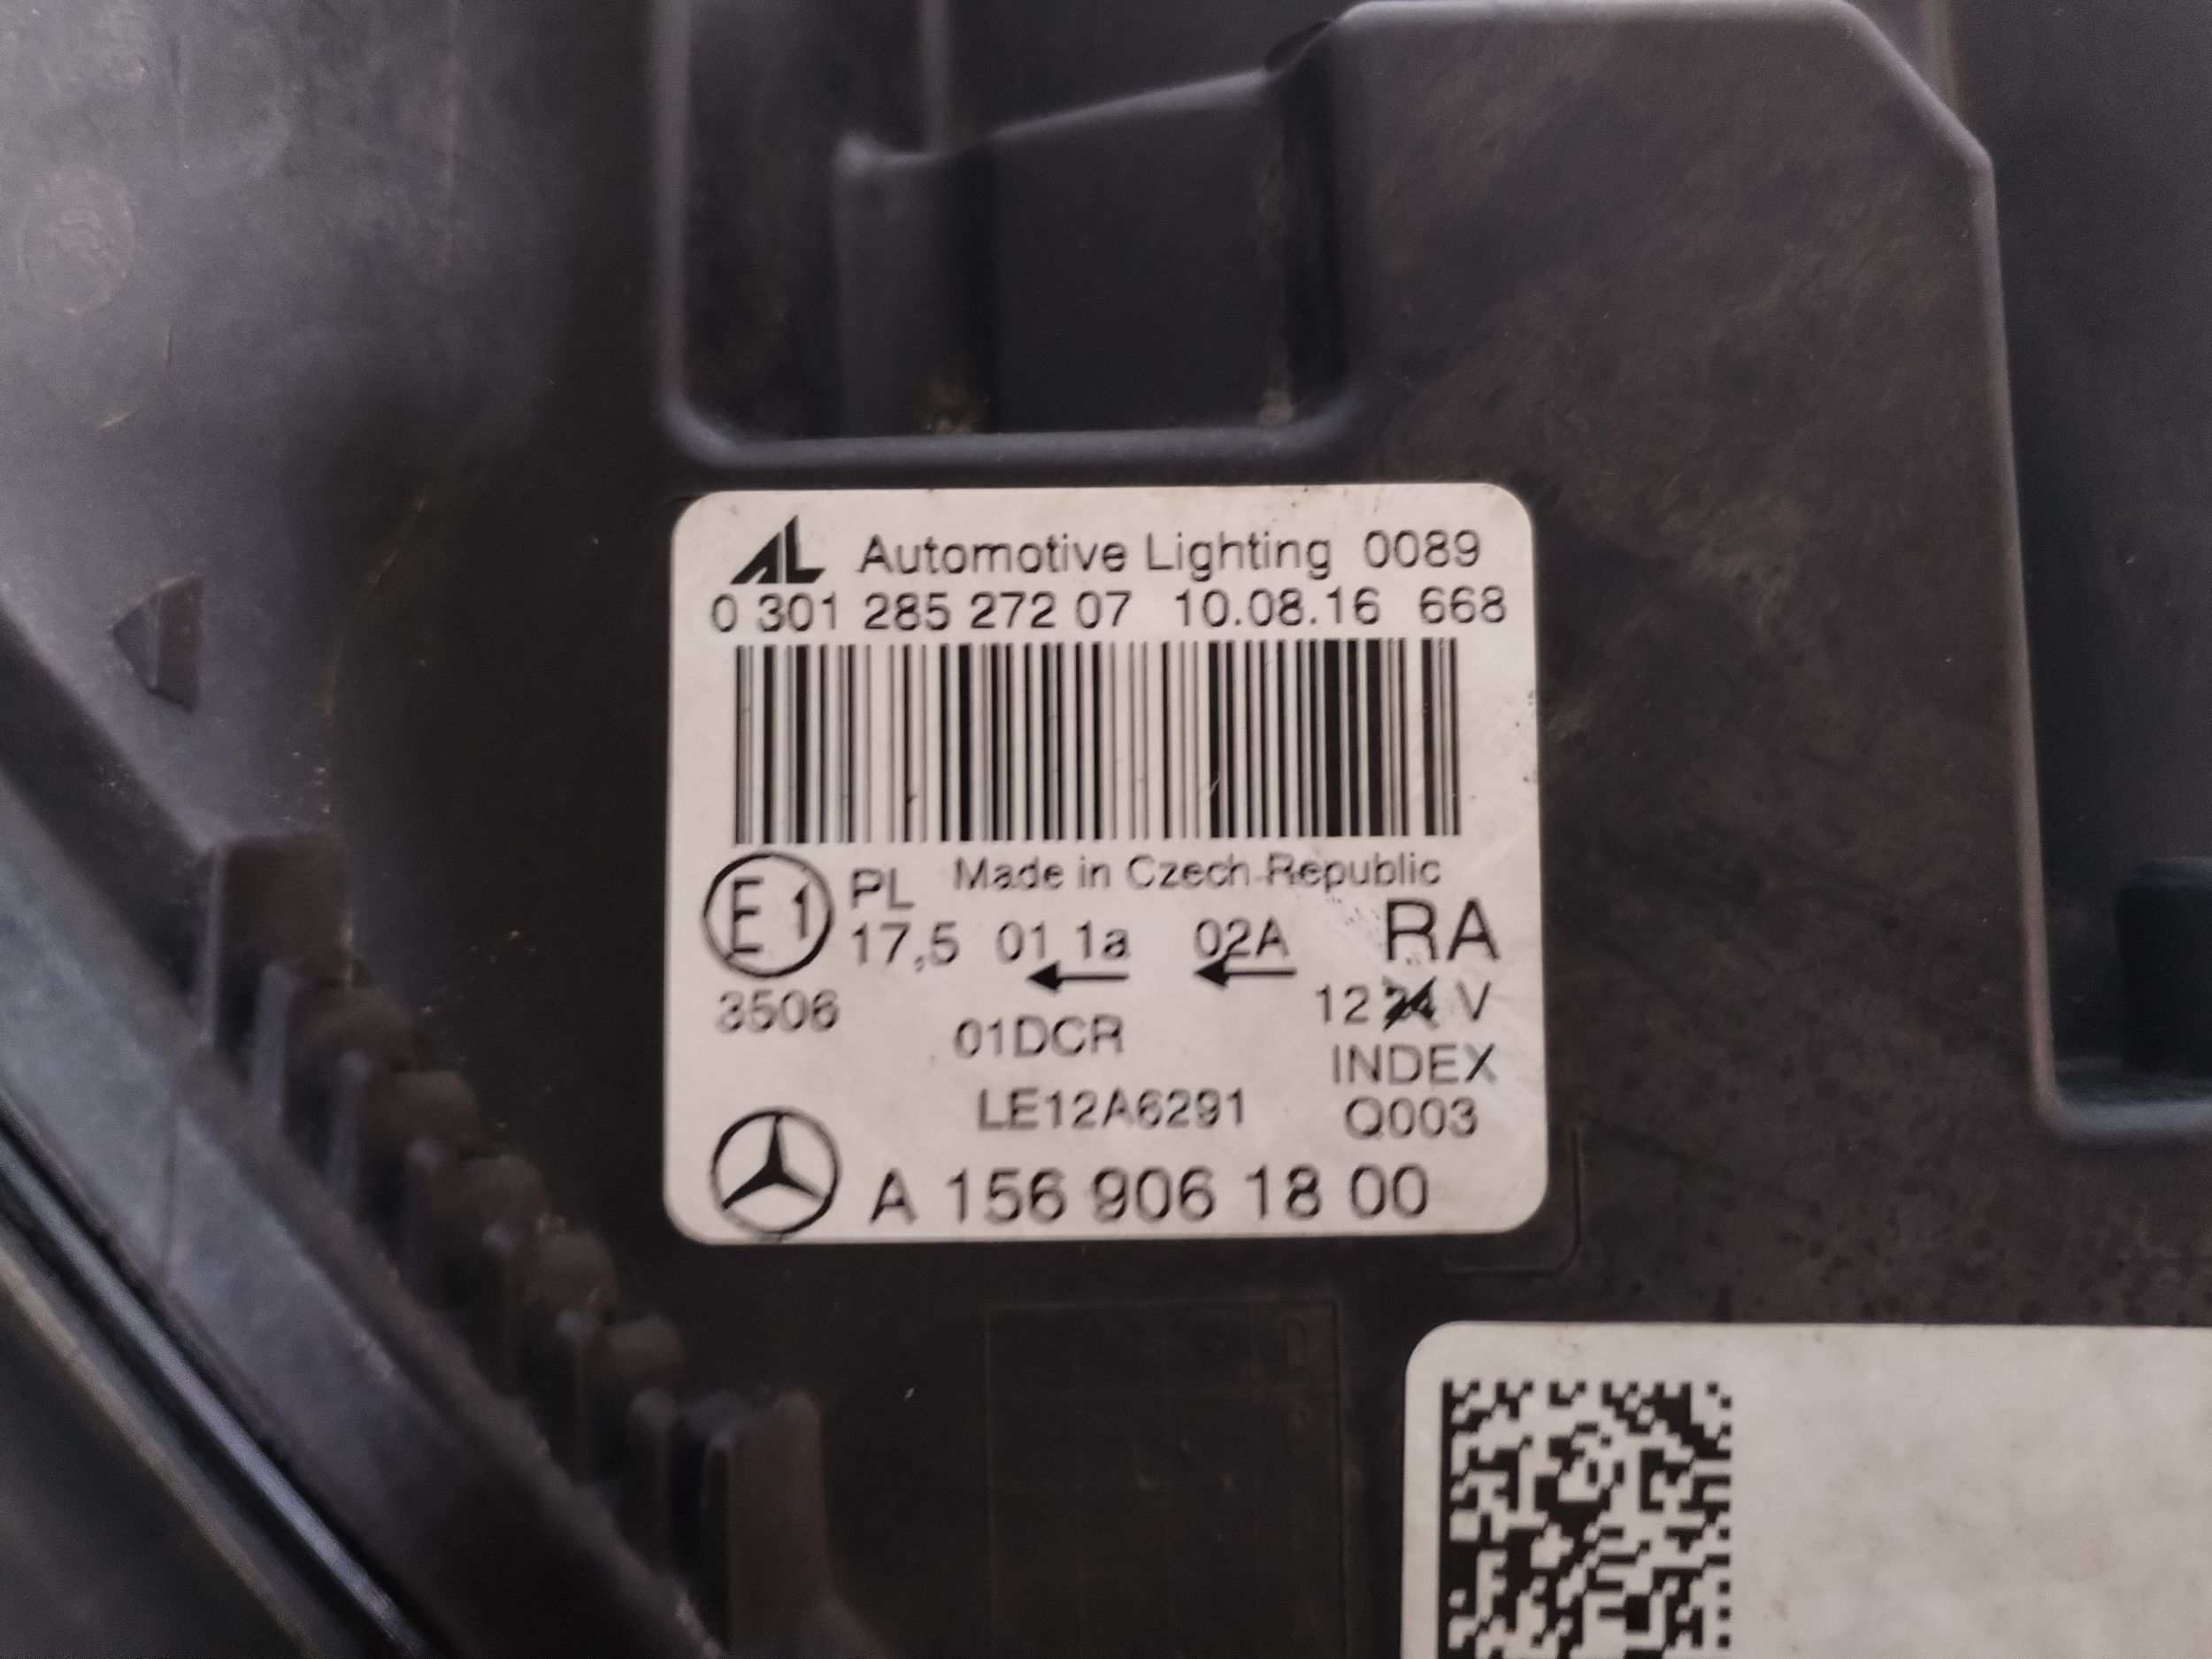 AL Automotive Lighting 0089
0 301 285 272 07 10.08.16 668
Made in Czech Republic
E1 PL
17,5 01 1a 02A RA
3506
12 24 V
01DCR
INDEX
LE12A6291
Q003
A 156 906 18 00